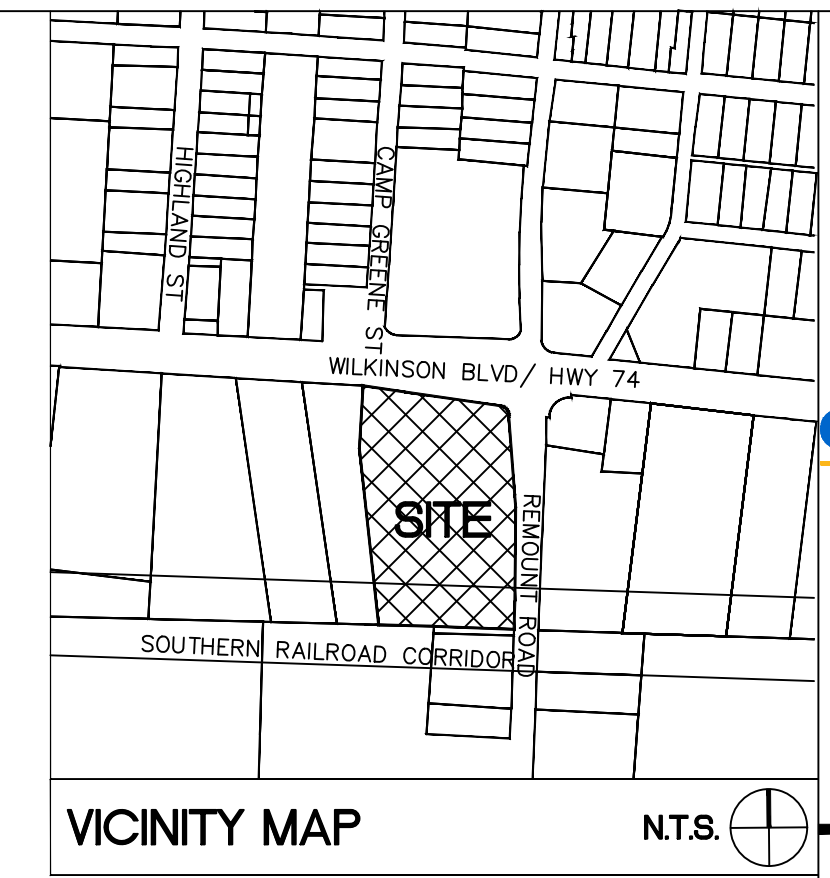 HIGHLAND ST
CAMP GREENE ST
WILKINSON BLVD/ HWY 74
SITE
REMOUNT ROAD
SOUTHERN RAILROAD CORRIDOR
VICINITY MAP
N.T.S.